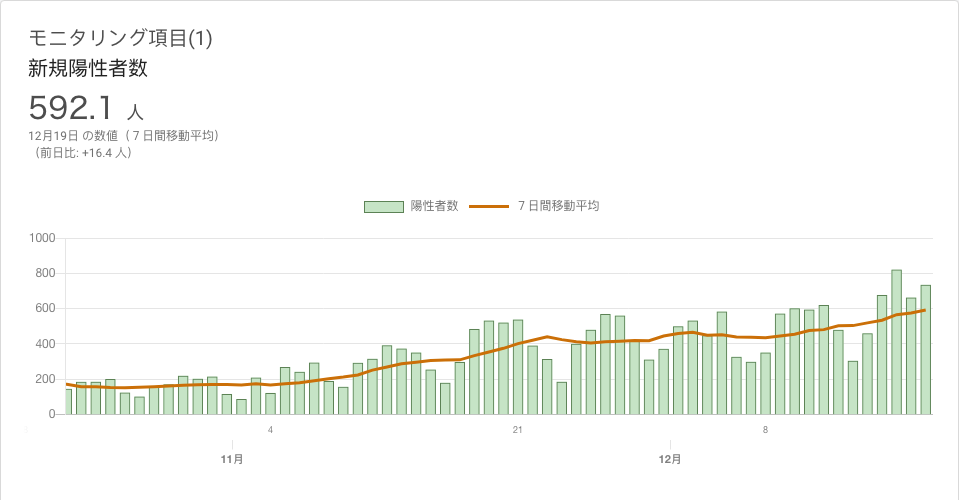 モニタリング項目(1)
新規陽性者数
592.1 人
12月19日 の数値（７日間移動平均）
（前日比: +16.4 人）
陽性者数 ７日間移動平均
1000
800
600
400
200
0
4 21 8
11月 12月